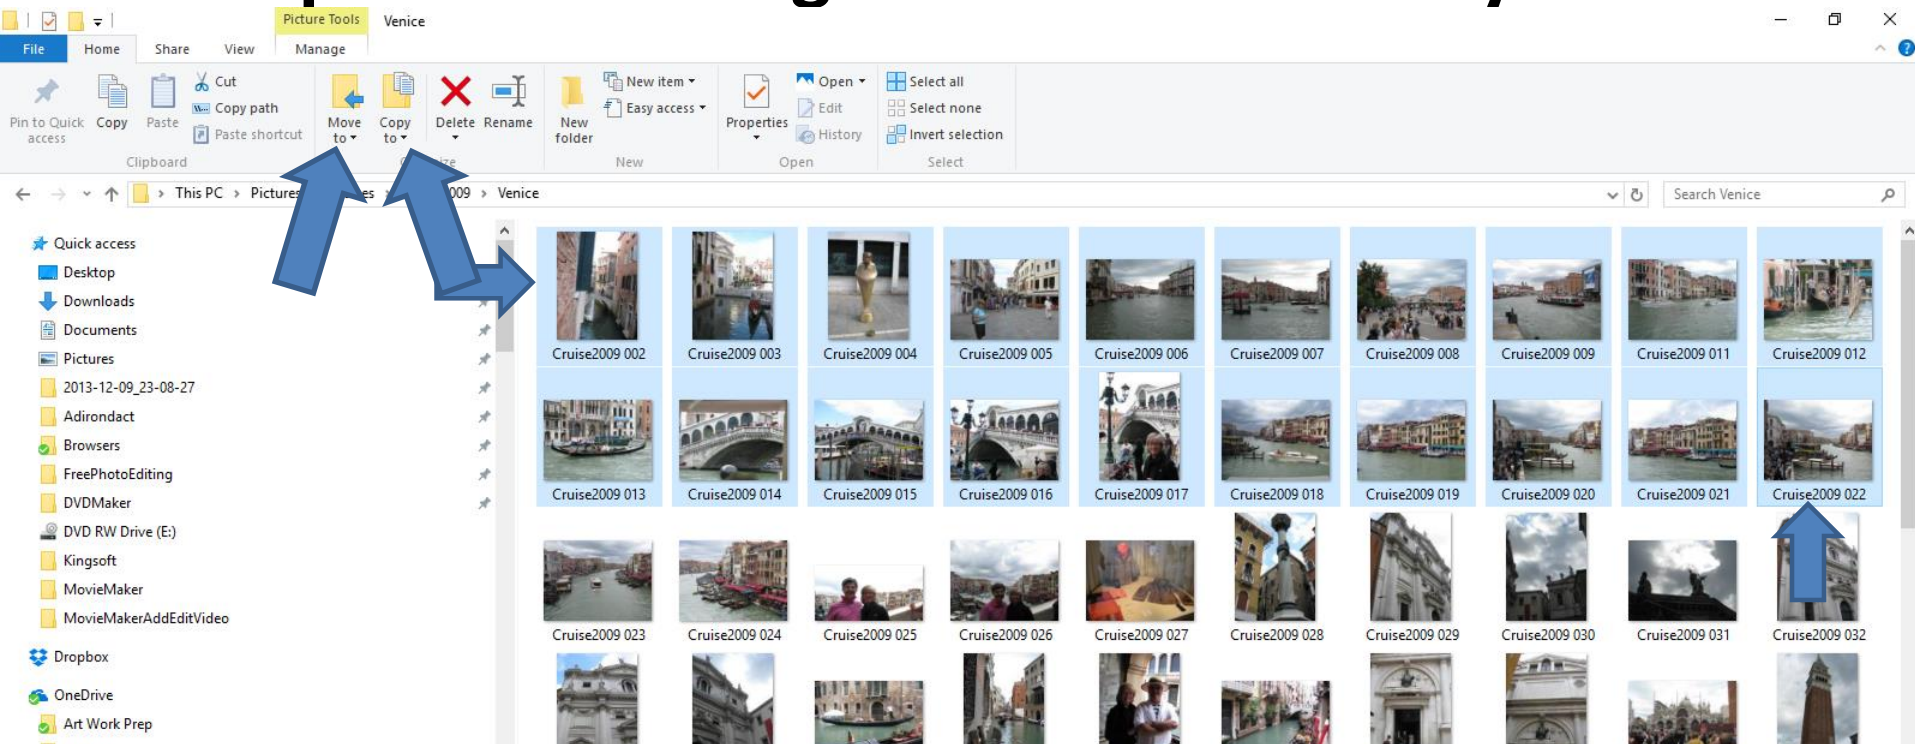 Picture Tools Venice
File Home Share View Manage
Pin to Quick access
Copy
Paste
Cut
Copy path
Paste shortcut
Clipboard
Move to
Copy to
Delete
Rename
New folder
New item
Easy access
New
Properties
Open
Edit
History
Open
Select all
Select none
Invert selection
Select
This PC > Pictures > Venice
Search Venice
Quick access
Desktop
Downloads
Documents
Pictures
2013-12-09_23-08-27
Adirondact
Browsers
FreePhotoEditing
DVDMaker
DVD RW Drive (E:)
Kingsoft
MovieMaker
MovieMakerAddEditVideo
Dropbox
OneDrive
Art Work Prep
Cruise2009 002 Cruise2009 003 Cruise2009 004 Cruise2009 005 Cruise2009 006 Cruise2009 007 Cruise2009 008 Cruise2009 009 Cruise2009 011 Cruise2009 012
Cruise2009 013 Cruise2009 014 Cruise2009 015 Cruise2009 016 Cruise2009 017 Cruise2009 018 Cruise2009 019 Cruise2009 020 Cruise2009 021 Cruise2009 022
Cruise2009 023 Cruise2009 024 Cruise2009 025 Cruise2009 026 Cruise2009 027 Cruise2009 028 Cruise2009 029 Cruise2009 030 Cruise2009 031 Cruise2009 032